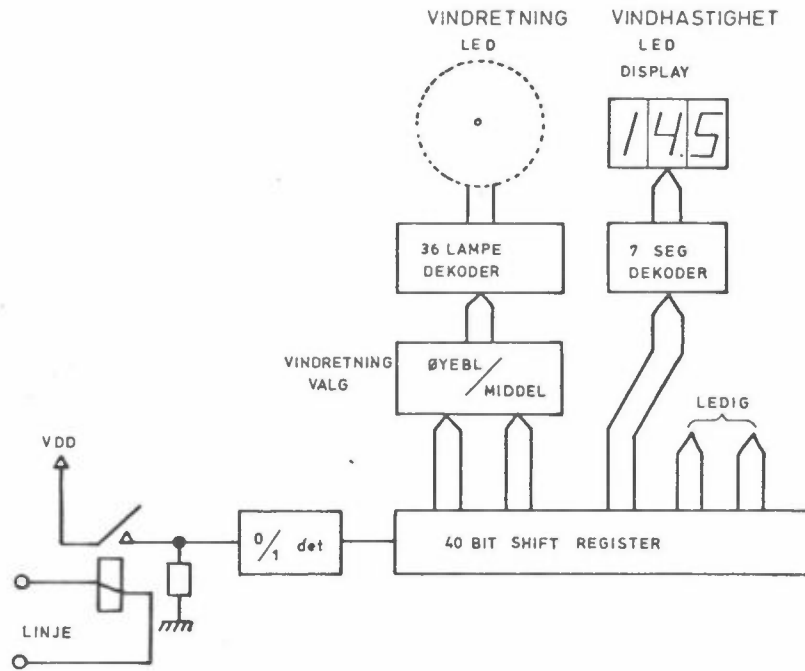 VINDRETNING
LED
VINDHASTIGHET
LED
DISPLAY
14.5
36 LAMPE
DEKODER
7 SEG
DEKODER
VINDRETNING
VALG
ØYEBL/
MIDDEL
LEDIG
VDD
0/1 det
40 BIT SHIFT REGISTER
LINJE